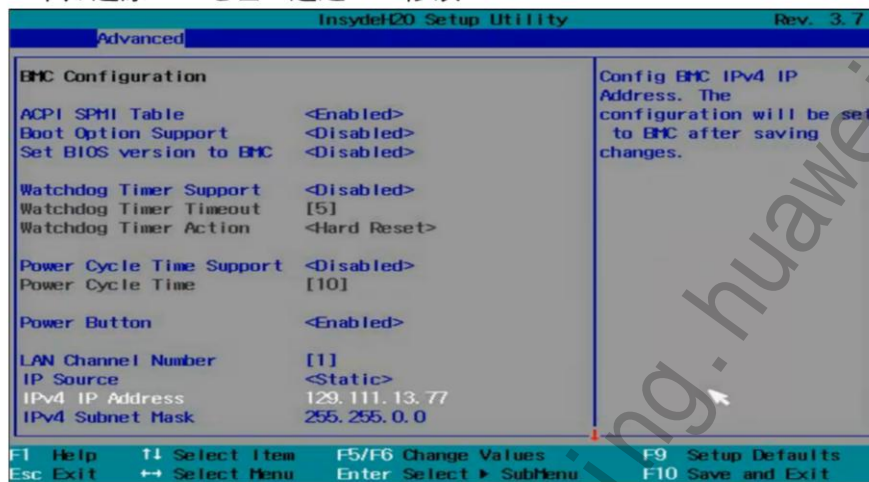 InsydeH20 Setup Utility Rev. 3.7
Advanced
BMC Configuration
ACPI SPMI Table <Enabled>
Boot Option Support <Disabled>
Set BIOS version to BMC <Disabled>
Watchdog Timer Support <Disabled>
Watchdog Timer Timeout [5]
Watchdog Timer Action <Hard Reset>
Power Cycle Time Support <Disabled>
Power Cycle Time [10]
Power Button <Enabled>
LAN Channel Number [1]
IP Source <Static>
IPv4 IP Address 129.111.13.77
IPv4 Subnet Mask 255.255.0.0
Config BMC IPv4 IP
Address. The
configuration will be set
to BMC after saving
changes.
F1 Help ↑↓ Select Item F5/F6 Change Values F9 Setup Defaults
Esc Exit ↔ Select Menu Enter Select ▶ SubMenu F10 Save and Exit
ing.huawei